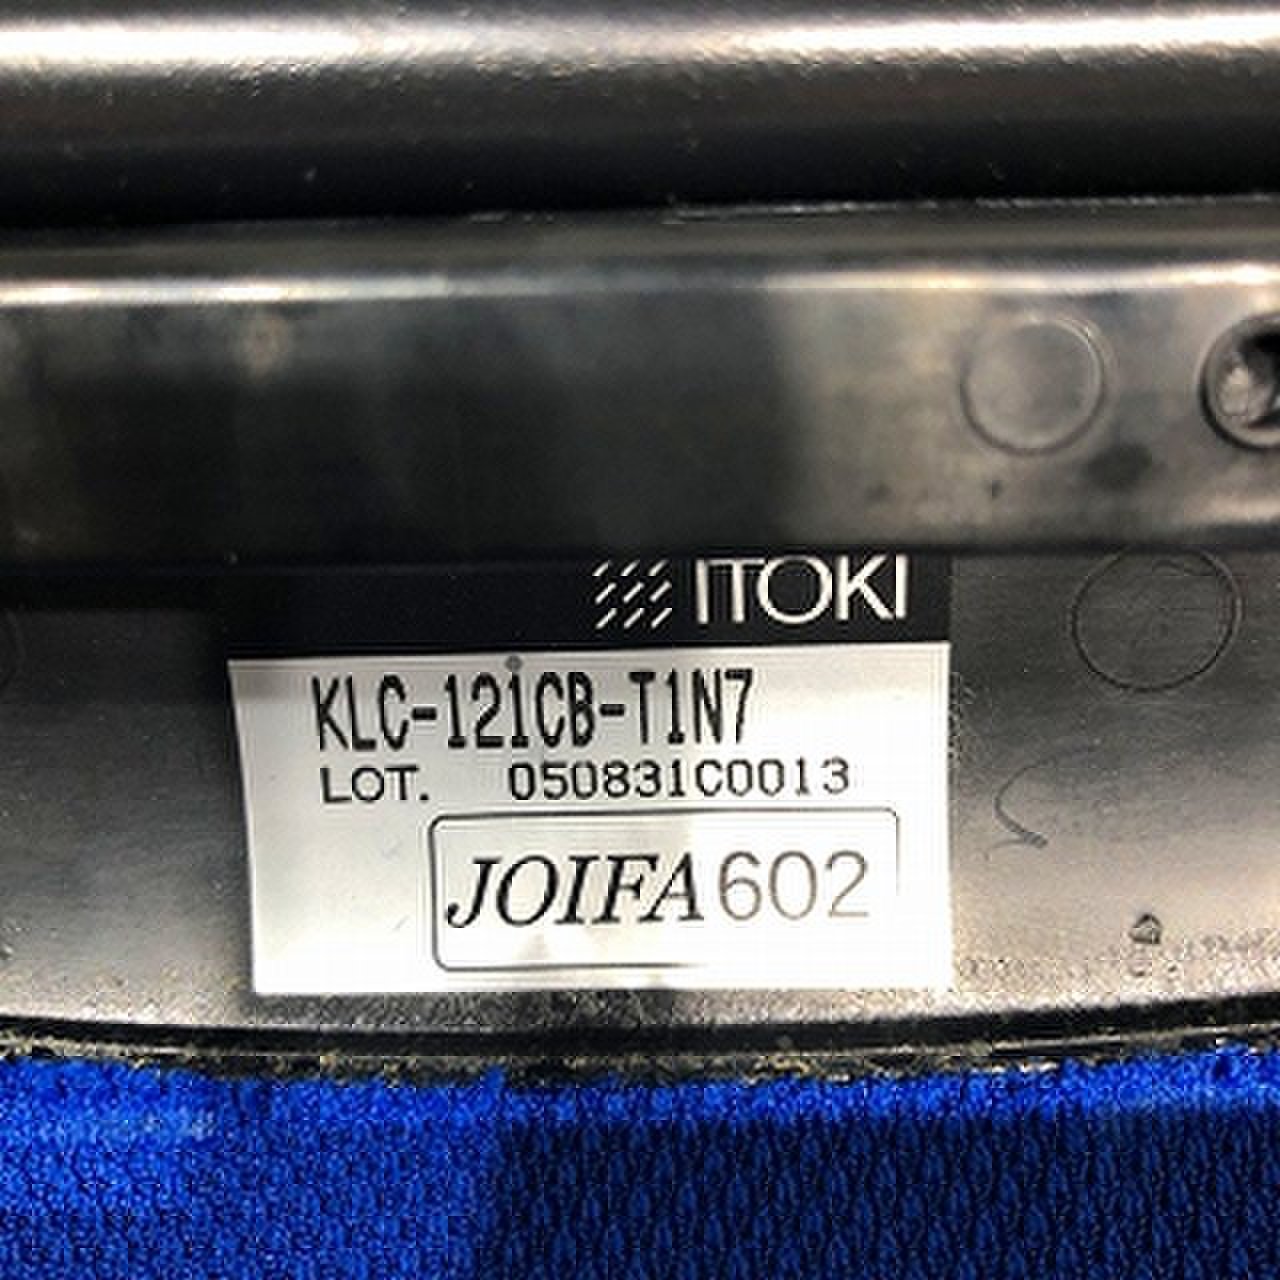 ITOKI
KLC-121CB-T1N7
LOT. 050831C0013
JOIFA602